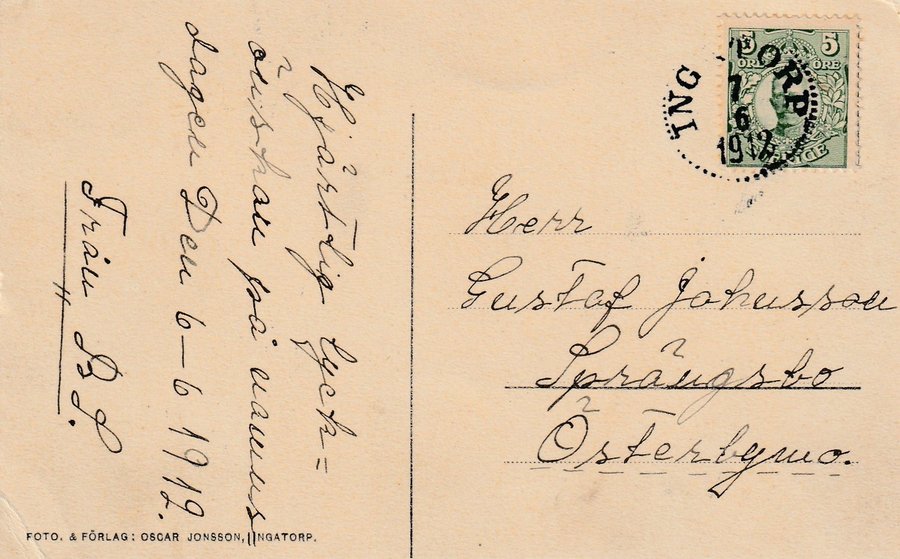 Hjärtlig lyck=
önskan på namns
dagen Den 6-6 1912.
Från B J.
FOTO. & FÖRLAG: OSCAR JONSSON, INGATORP.
5 5
ÖRE ÖRE
ING TORP
7
6
1912
Herr
Gustaf Johnsson
Sprängsbo
Österbymo.